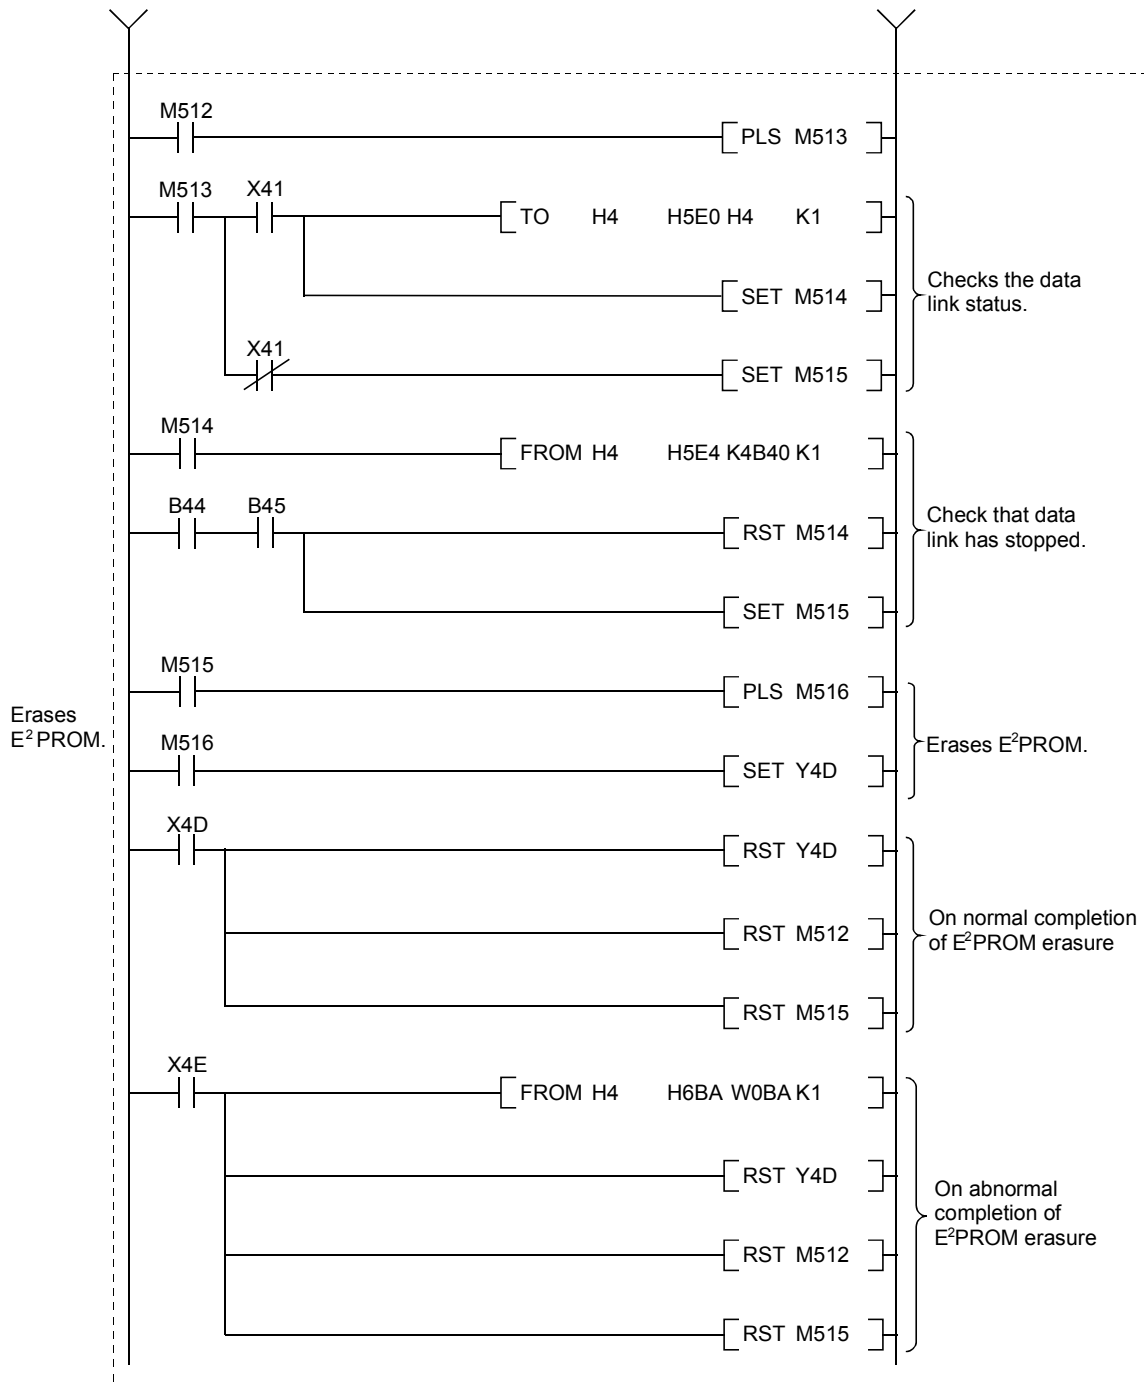 M512
PLS M513
M513 X41
TO H4 H5E0 H4 K1
SET M514
Checks the data
link status.
X41
SET M515
M514
FROM H4 H5E4 K4B40 K1
B44 B45
RST M514
Check that data
link has stopped.
SET M515
M515
PLS M516
Erases
E²PROM.
M516
SET Y4D
Erases E²PROM.
X4D
RST Y4D
RST M512
On normal completion
of E²PROM erasure
RST M515
X4E
FROM H4 H6BA W0BA K1
RST Y4D
On abnormal
completion of
E²PROM erasure
RST M512
RST M515